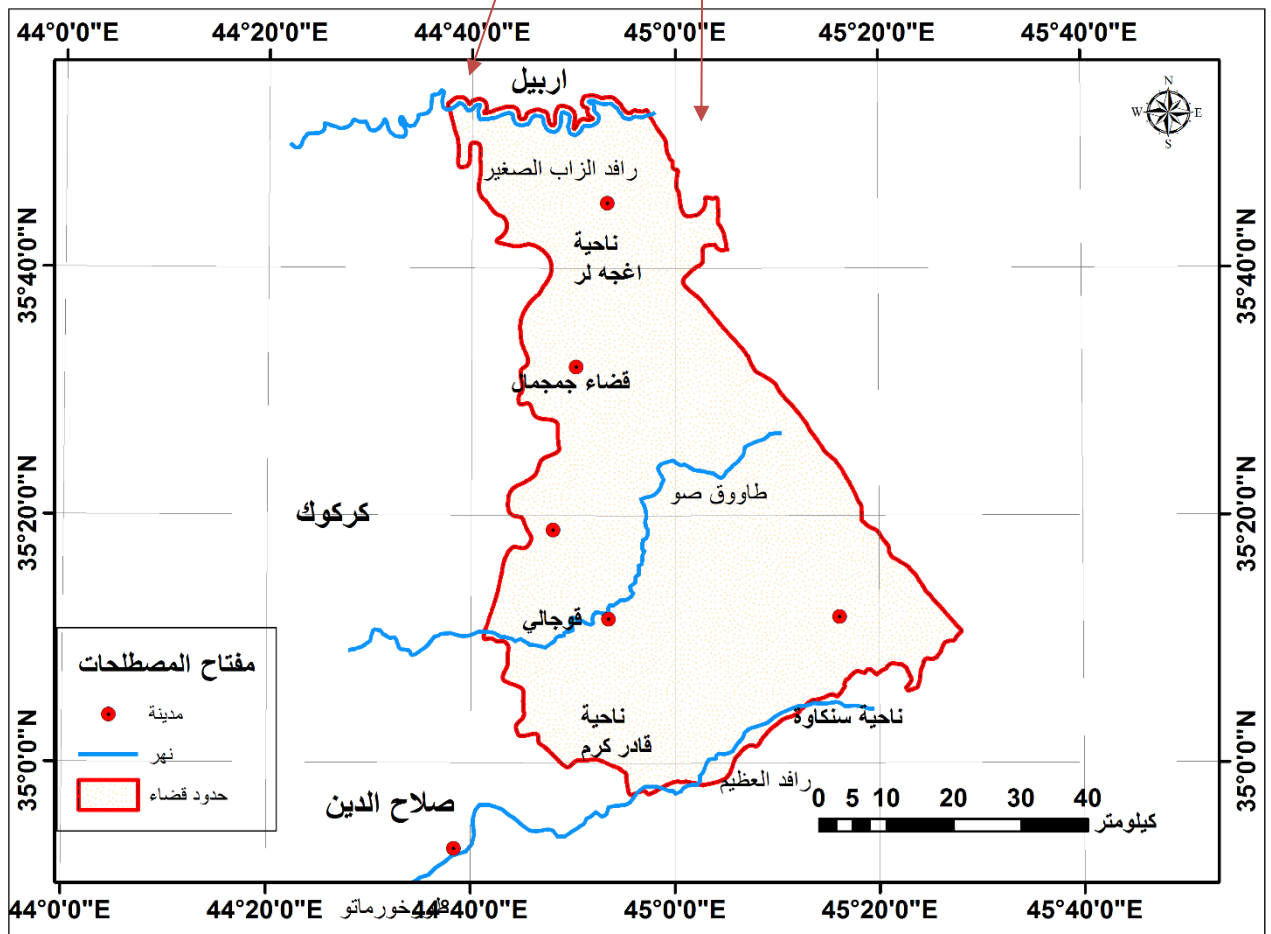 44°0'0"E 44°20'0"E 44°40'0"E 45°0'0"E 45°20'0"E 45°40'0"E
اربيل
N
W E
S
رافد الزاب الصغير
ناحية
اغجه لر
35°40'0"N 35°40'0"N
قضاء جمجمال
طاووق صو
كركوك
35°20'0"N 35°20'0"N
قوجالي
مفتاح المصطلحات
مدينة
نهر
حدود قضاء
ناحية
قادر كرم
ناحية سنكاوة
35°0'0"N 35°0'0"N
رافد العظيم
صلاح الدين
0 5 10 20 30 40
كيلومتر
44°0'0"E 44°20'0"E 44°40'0"E 45°0'0"E 45°20'0"E 45°40'0"E